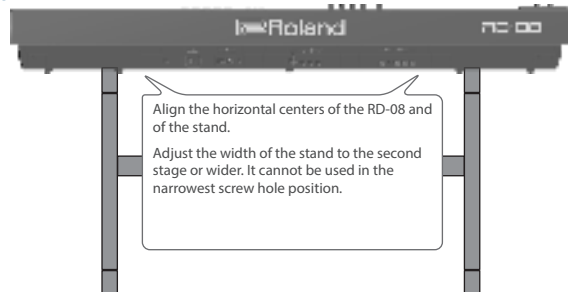 Roland
Align the horizontal centers of the RD-08 and
of the stand.
Adjust the width of the stand to the second
stage or wider. It cannot be used in the
narrowest screw hole position.